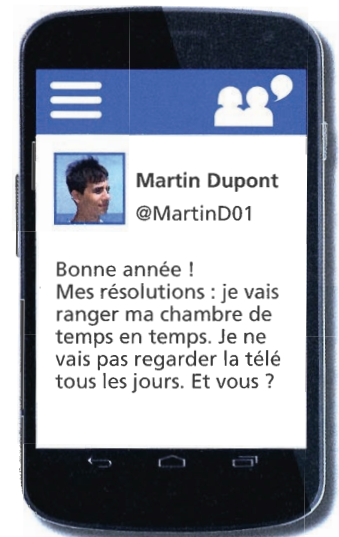 Martin Dupont
@MartinD01
Bonne année !
Mes résolutions : je vais
ranger ma chambre de
temps en temps. Je ne
vais pas regarder la télé
tous les jours. Et vous ?